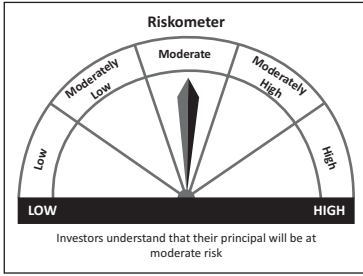 Riskometer
Moderate
Moderately
Low
Moderately
High
Low
High
LOW
HIGH
Investors understand that their principal will be at
moderate risk